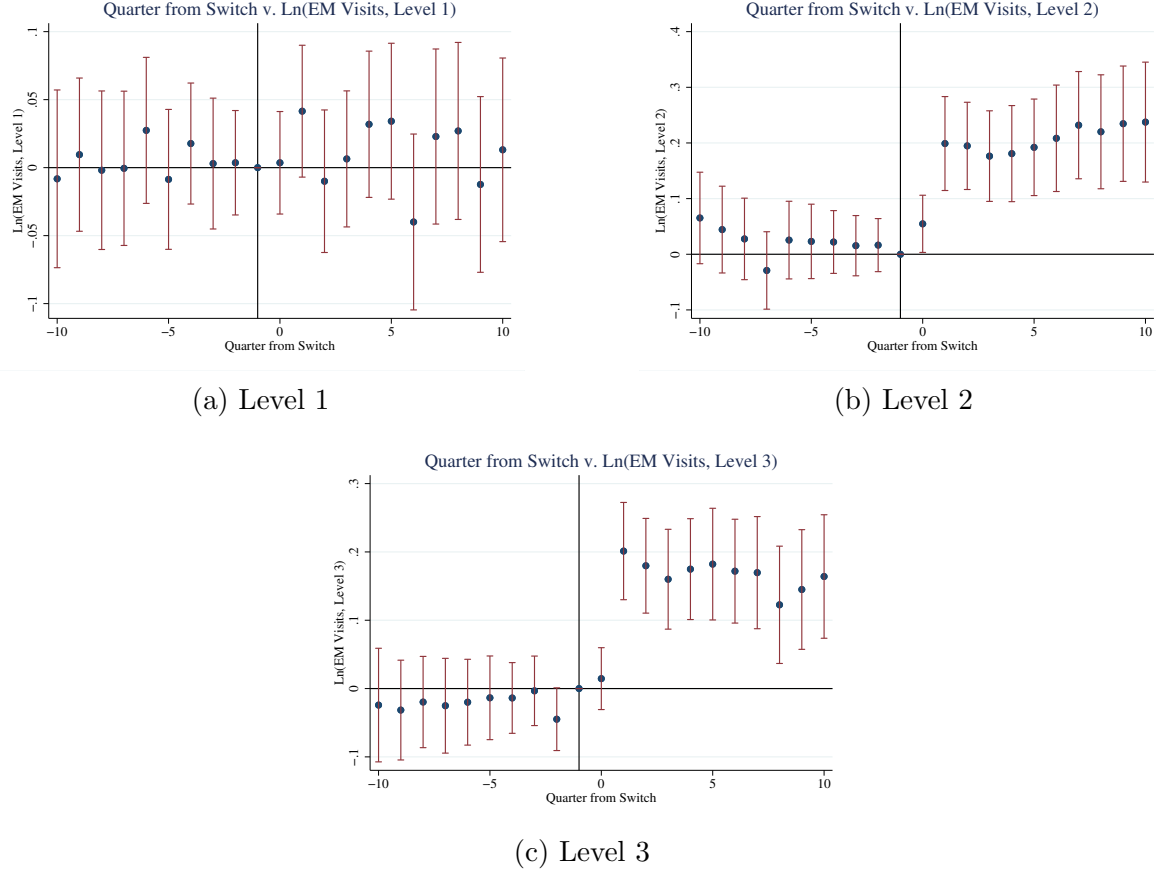 Quarter from Switch v. Ln(EM Visits, Level 1)
Ln(EM Visits, Level 1)
.1
.05
0
-.05
-.1
-10
-5
0
5
10
Quarter from Switch
(a) Level 1
Quarter from Switch v. Ln(EM Visits, Level 2)
Ln(EM Visits, Level 2)
.4
.3
.2
.1
0
-.1
-10
-5
0
5
10
Quarter from Switch
(b) Level 2
Quarter from Switch v. Ln(EM Visits, Level 3)
Ln(EM Visits, Level 3)
.3
.2
.1
0
-.1
-10
-5
0
5
10
Quarter from Switch
(c) Level 3